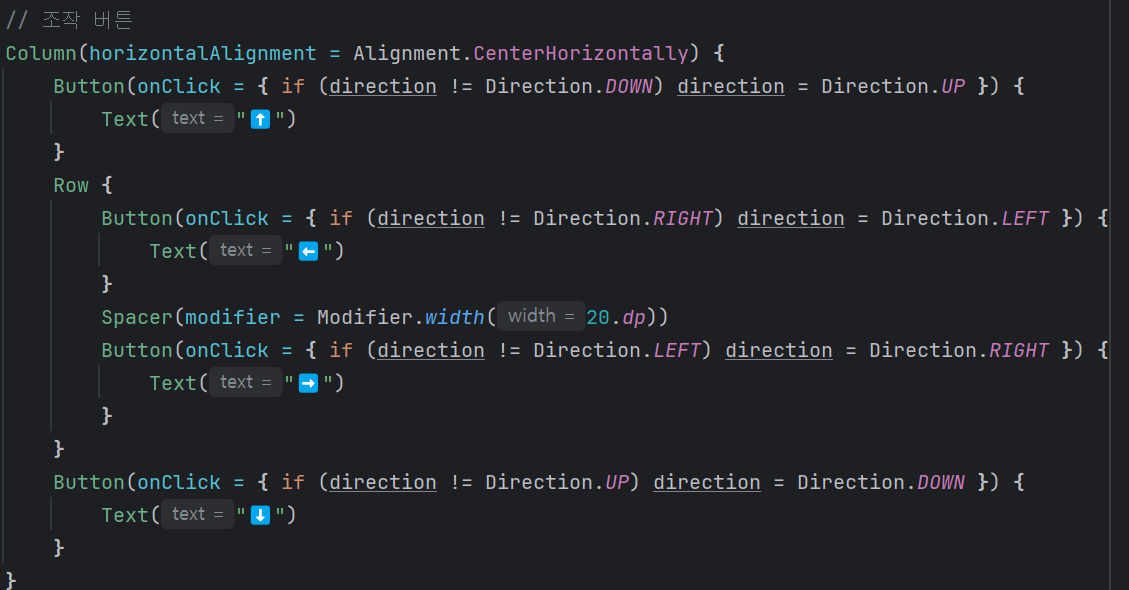 // 조작 버튼
Column(horizontalAlignment = Alignment.CenterHorizontally) {
    Button(onClick = { if (direction != Direction.DOWN) direction = Direction.UP }) {
        Text( text = "⬆️")
    }
    Row {
        Button(onClick = { if (direction != Direction.RIGHT) direction = Direction.LEFT }) {
            Text( text = "⬅️")
        }
        Spacer(modifier = Modifier.width( width = 20.dp))
        Button(onClick = { if (direction != Direction.LEFT) direction = Direction.RIGHT }) {
            Text( text = "➡️")
        }
    }
    Button(onClick = { if (direction != Direction.UP) direction = Direction.DOWN }) {
        Text( text = "⬇️")
    }
}